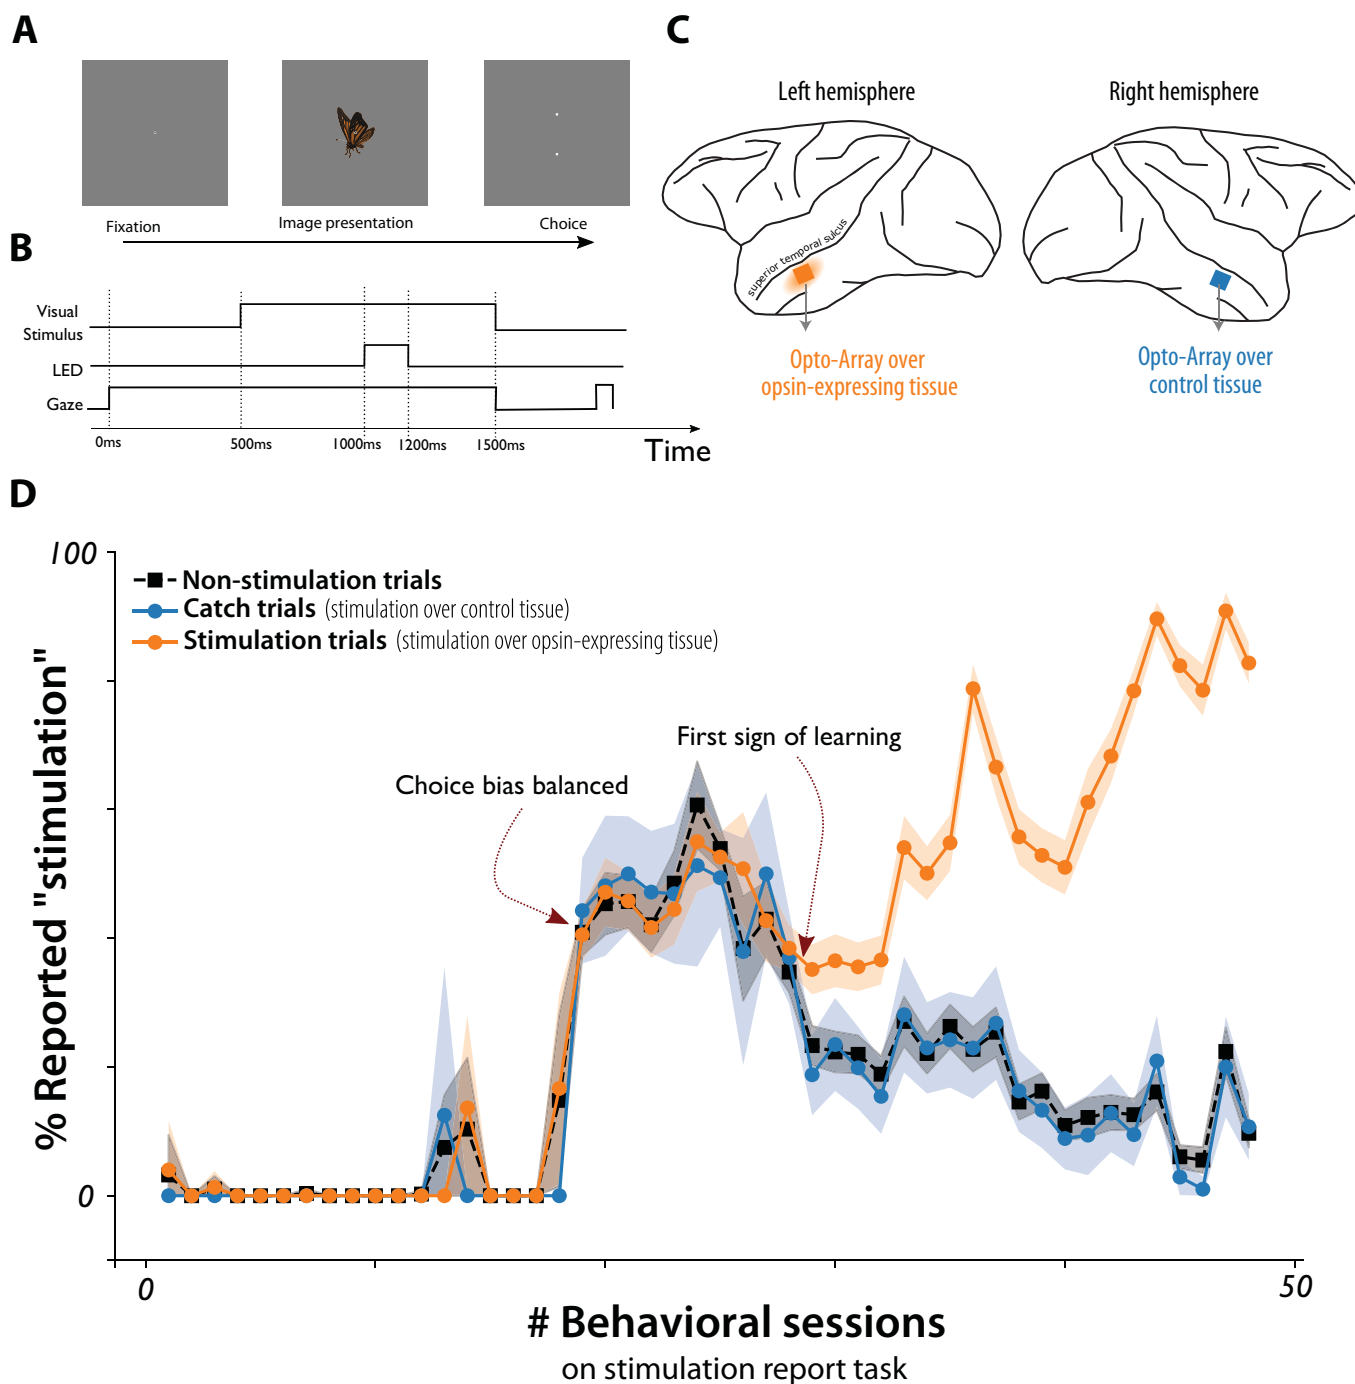 A
Fixation
Image presentation
Choice
B
Visual
Stimulus
LED
Gaze
0ms
500ms
1000ms
1200ms
1500ms
Time
C
Left hemisphere
Right hemisphere
superior temporal sulcus
Opto-Array over
opsin-expressing tissue
Opto-Array over
control tissue
D
100
Non-stimulation trials
Catch trials (stimulation over control tissue)
Stimulation trials (stimulation over opsin-expressing tissue)
First sign of learning
Choice bias balanced
% Reported "stimulation"
0
0
50
# Behavioral sessions
on stimulation report task